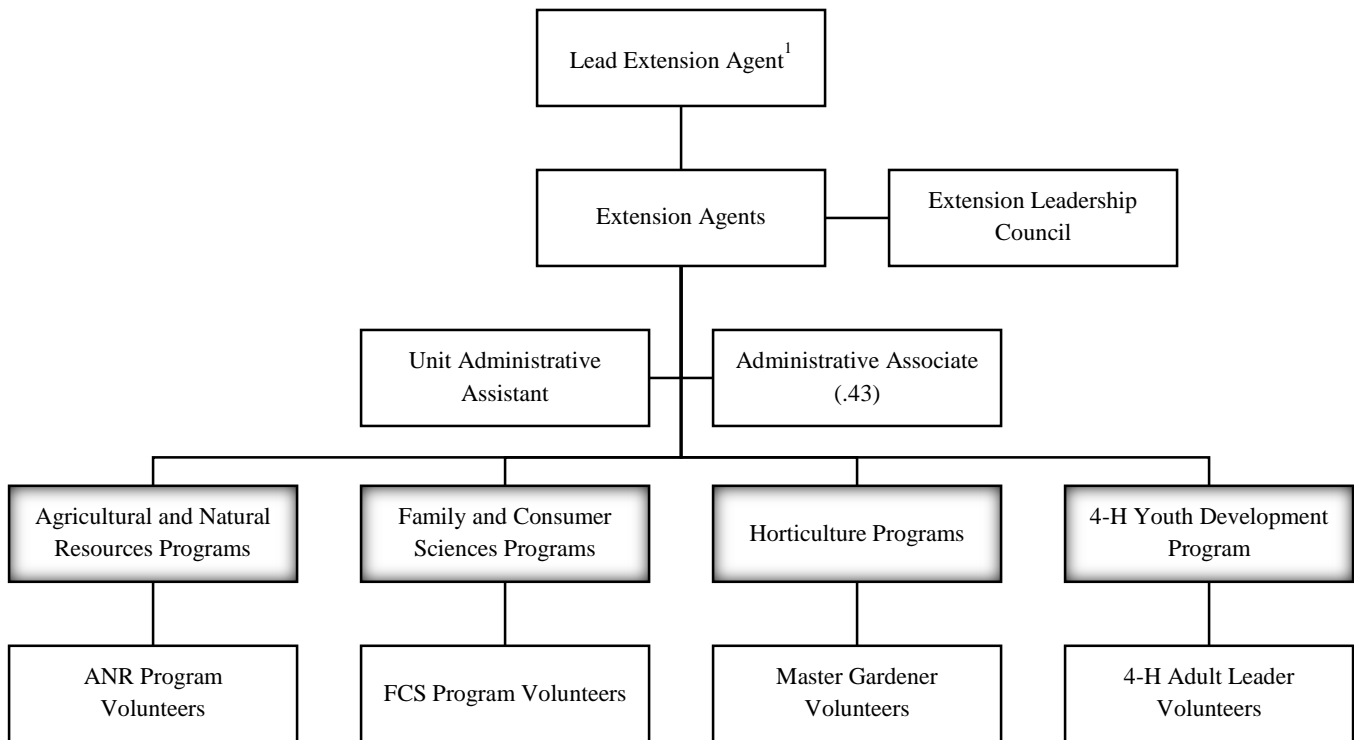 Lead Extension Agent1
Extension Agents
Extension Leadership
Council
Unit Administrative
Assistant
Administrative Associate
(.43)
Agricultural and Natural
Resources Programs
Family and Consumer
Sciences Programs
Horticulture Programs
4-H Youth Development
Program
ANR Program
Volunteers
FCS Program Volunteers
Master Gardener
Volunteers
4-H Adult Leader
Volunteers